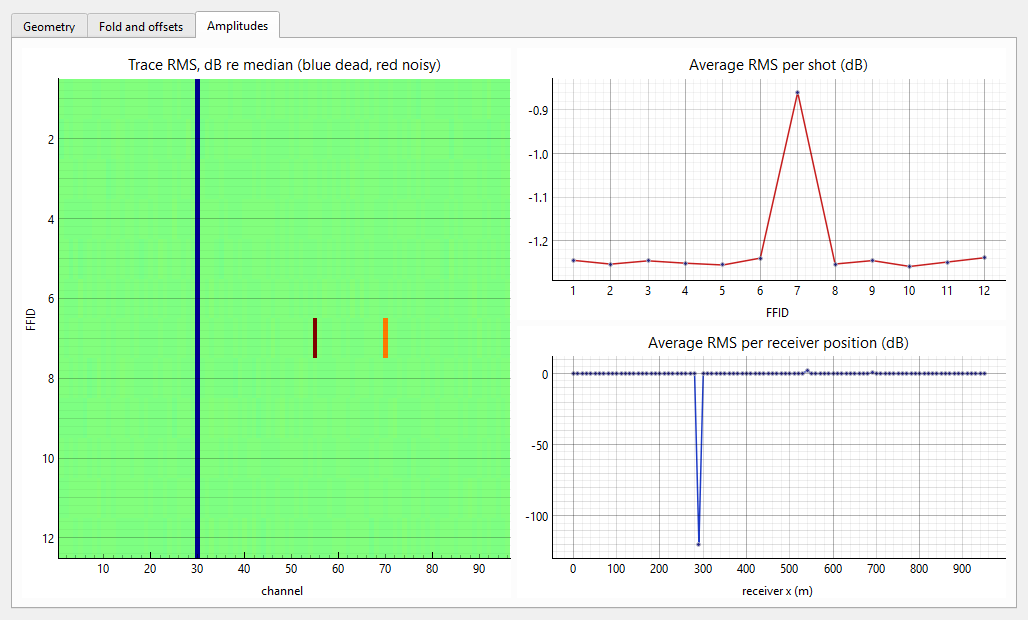 Geometry
Fold and offsets
Amplitudes
Trace RMS, dB re median (blue dead, red noisy)
2
4
6
8
10
12
FFID
10 20 30 40 50 60 70 80 90
channel
Average RMS per shot (dB)
-0.9
-1.0
-1.1
-1.2
1 2 3 4 5 6 7 8 9 10 11 12
FFID
Average RMS per receiver position (dB)
0
-50
-100
0 100 200 300 400 500 600 700 800 900
receiver x (m)